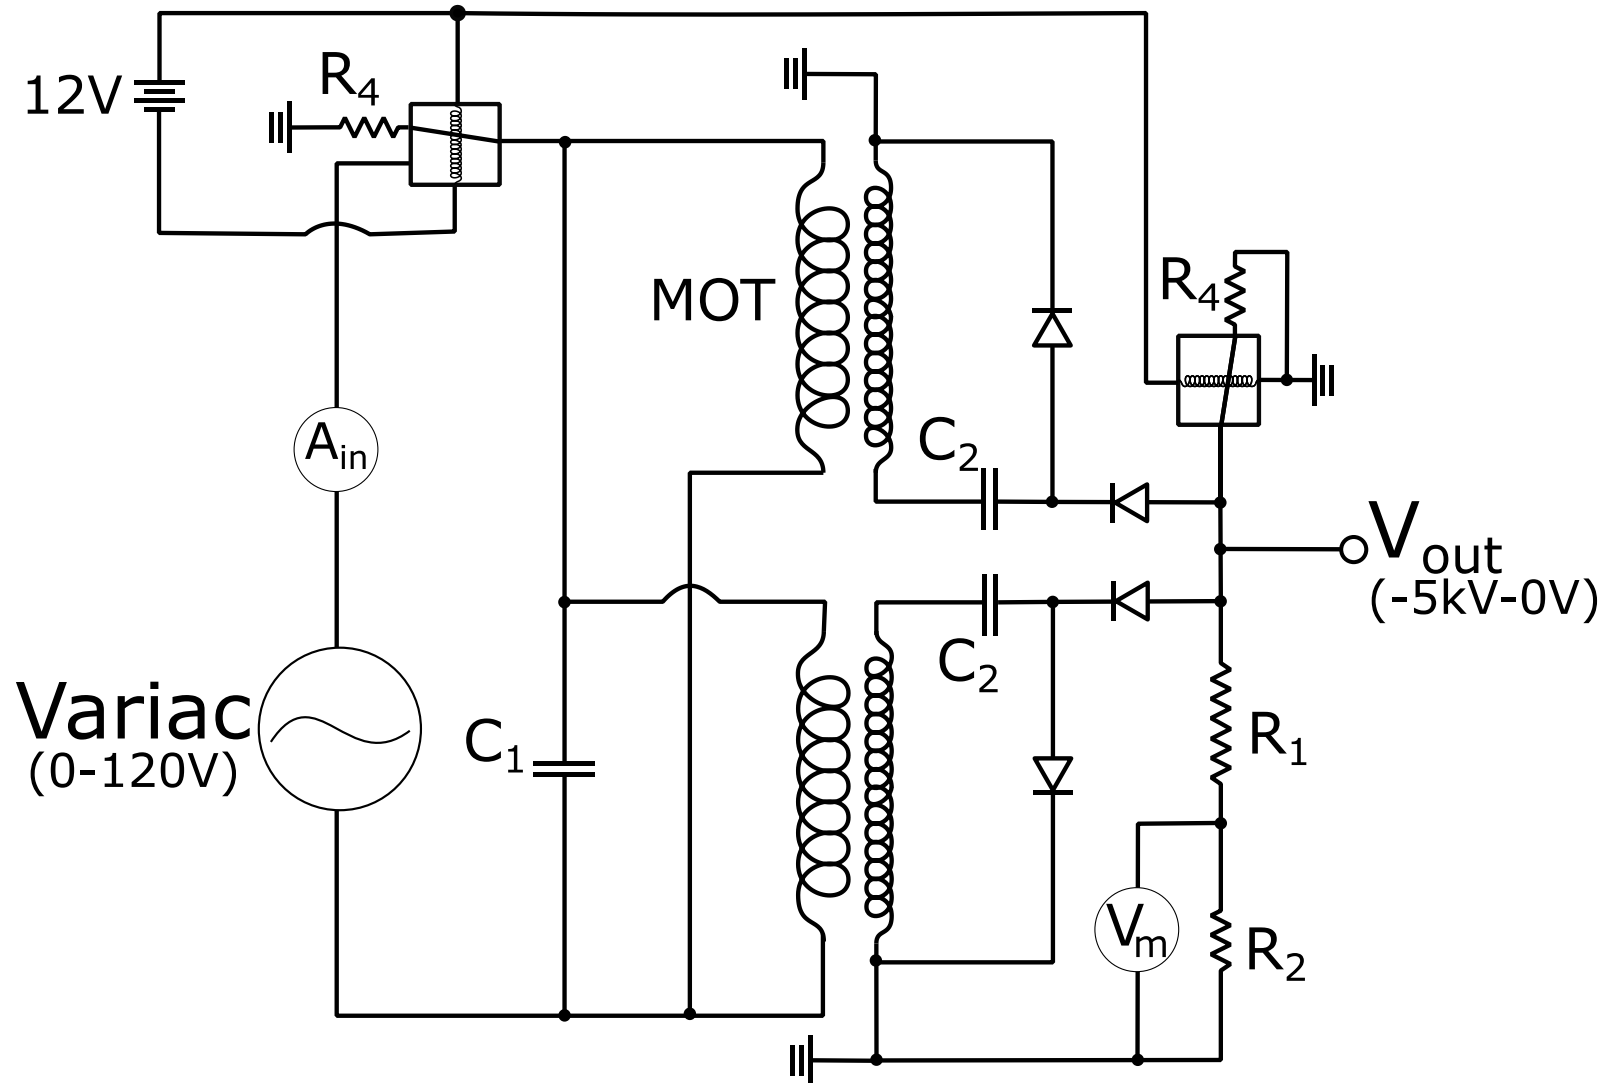 12V
R4
MOT
R4
Ain
C2
Vout
(-5kV-0V)
C2
Variac
(0-120V)
C1
R1
Vm
R2